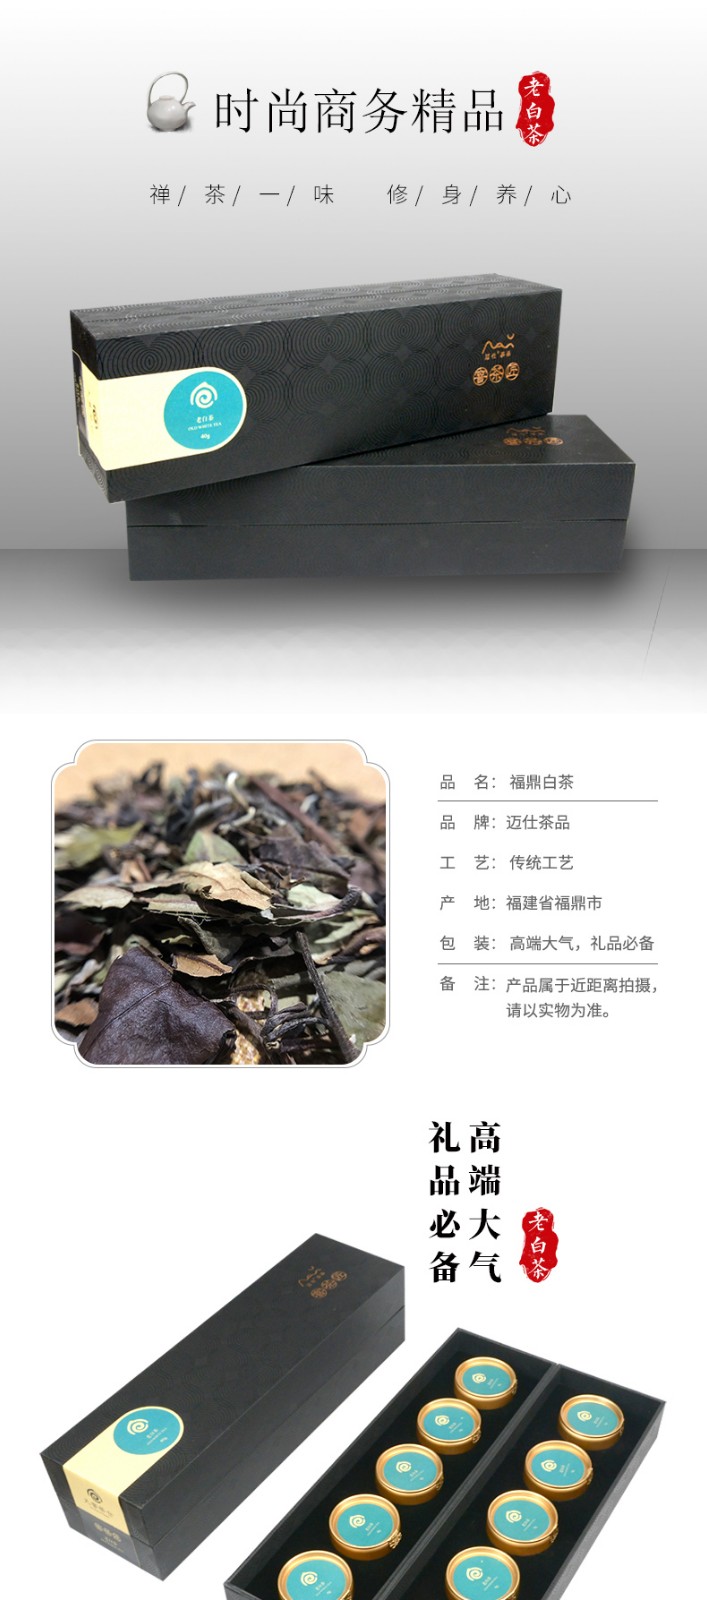 时尚商务精品
老白茶
禅/ 茶/ 一/ 味 修/ 身/ 养/ 心
老白茶
OLD WHITE TEA
40g
品 名： 福鼎白茶
品 牌：迈仕茶品
工 艺： 传统工艺
产 地：福建省福鼎市
包 装： 高端大气，礼品必备
备 注：产品属于近距离拍摄，
请以实物为准。
高端大气
礼品必备
老白茶